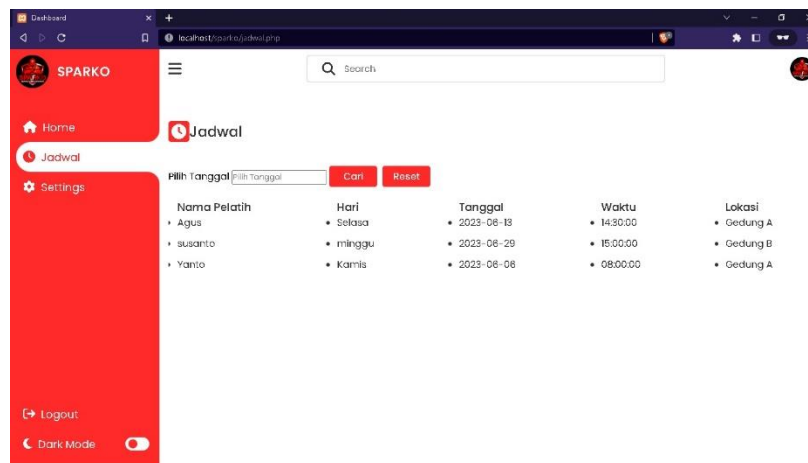 Dashboard
localhost/sparko/jadwal.php
SPARKO
Search
Home
Jadwal
Settings
Jadwal
Pilih Tanggal Pilih Tanggal Cari Reset
Nama Pelatih Hari Tanggal Waktu Lokasi
Agus Selasa 2023-06-13 14:30:00 Gedung A
susanto minggu 2023-06-29 15:00:00 Gedung B
Yanto Kamis 2023-06-06 08:00:00 Gedung A
Logout
Dark Mode